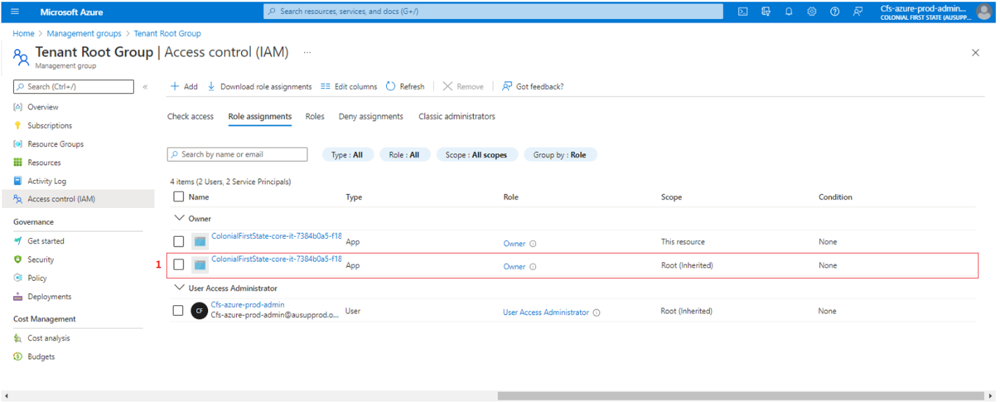 Microsoft Azure
Search resources, services, and docs (G+/)
Cfs-azure-prod-admin...
COLONIAL FIRST STATE (AUSUPP...
Home > Management groups > Tenant Root Group
Tenant Root Group | Access control (IAM) ...
Management group
Search (Ctrl+/) «
Add
Download role assignments
Edit columns
Refresh
Remove
Got feedback?
Overview
Subscriptions
Resource Groups
Resources
Activity Log
Access control (IAM)
Governance
Get started
Security
Policy
Deployments
Cost Management
Cost analysis
Budgets
Check access Role assignments Roles Deny assignments Classic administrators
Search by name or email
Type : All
Role : All
Scope : All scopes
Group by : Role
4 items (2 Users, 2 Service Principals)
Name Type Role Scope Condition
Owner
ColonialFirstState-core-it-7384b0a5-f18 App Owner This resource None
1 ColonialFirstState-core-it-7384b0a5-f18 App Owner Root (Inherited) None
User Access Administrator
CF Cfs-azure-prod-admin
Cfs-azure-prod-admin@ausupprod.o... User User Access Administrator Root (Inherited) None